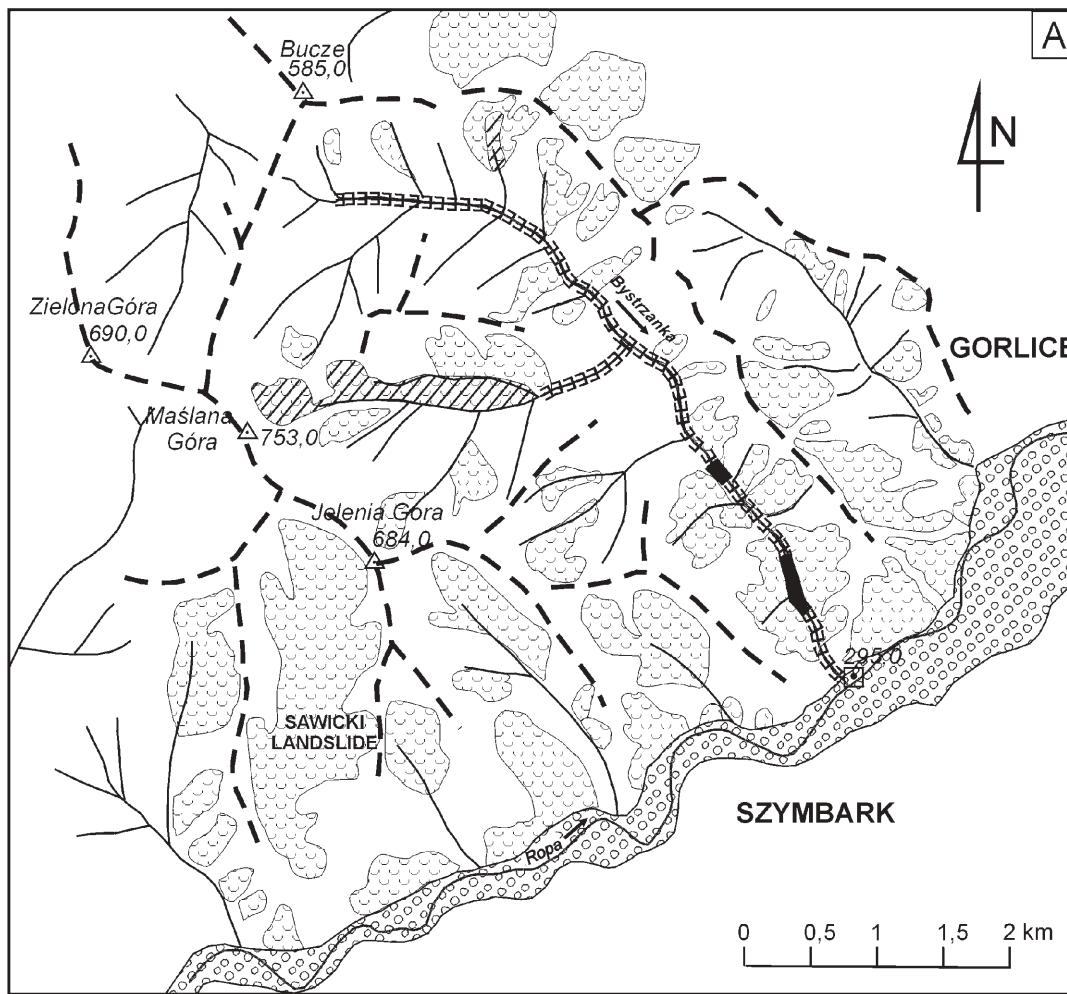 A
Bucze
585,0
N
Bystrzanka
ZielonaGóra
690,0
GORLICE
Maślana
Góra
753,0
Jelenia Góra
684,0
295,0
SAWICKI
LANDSLIDE
SZYMBARK
Ropa
0 0,5 1 1,5 2 km